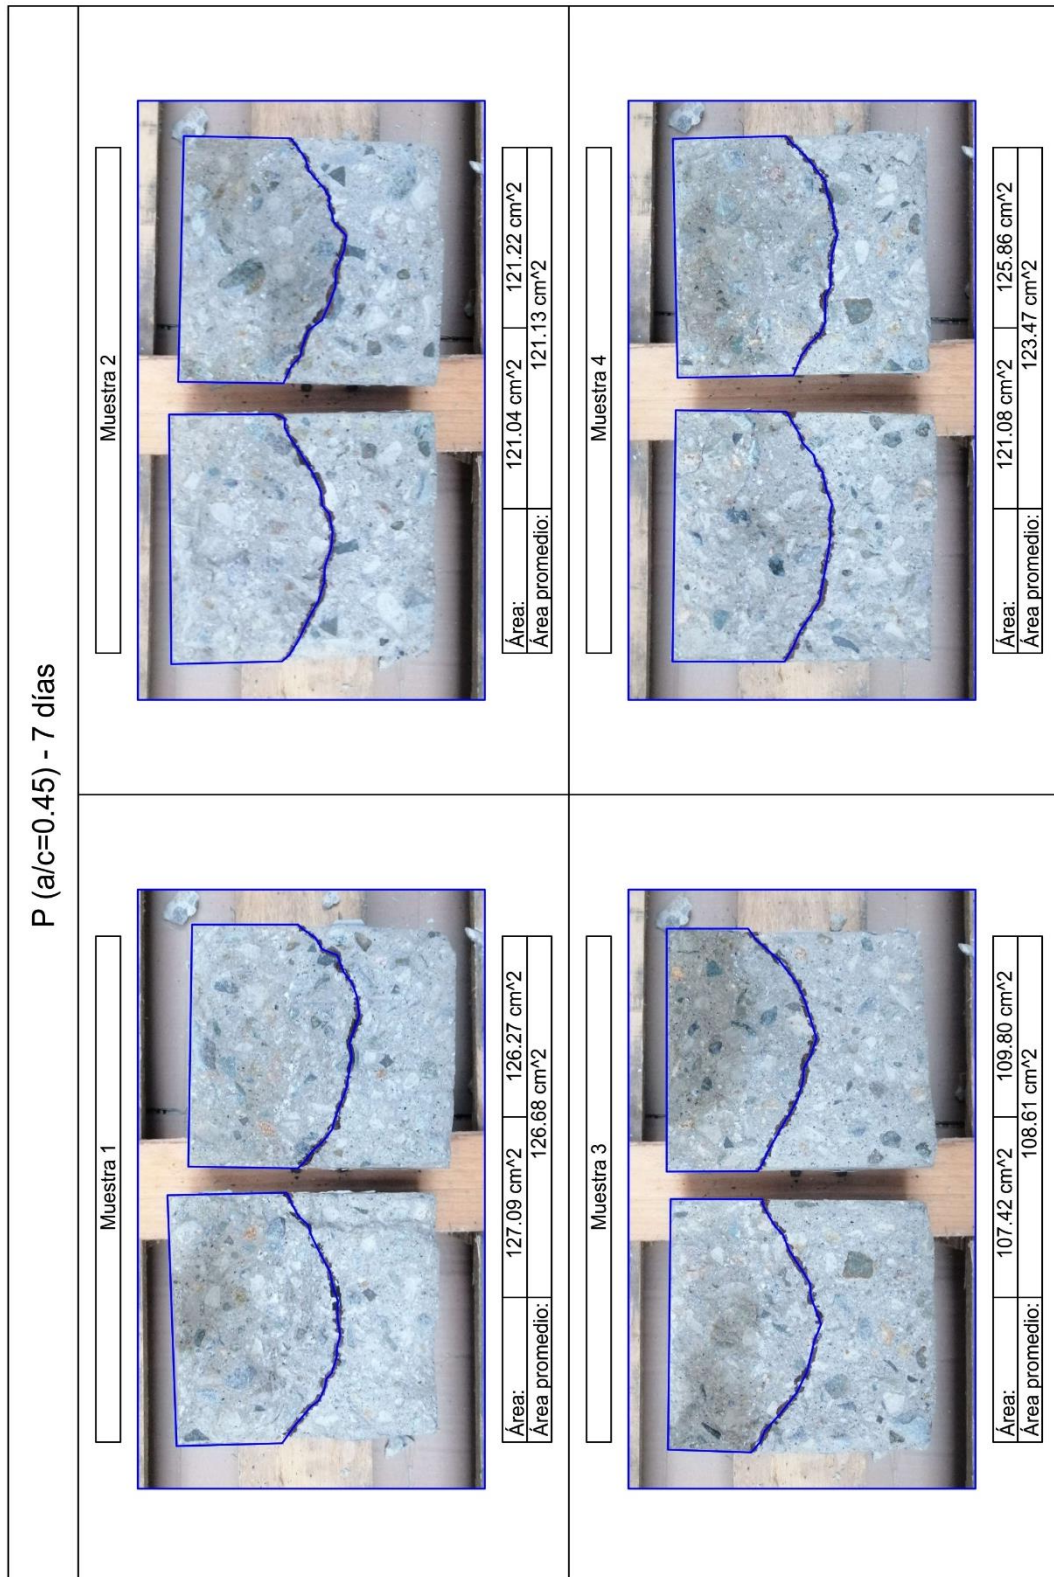 P (a/c=0.45) - 7 días
Muestra 1
Área: 127.09 cm^2 126.27 cm^2
Área promedio: 126.68 cm^2
Muestra 2
Área: 121.04 cm^2 121.22 cm^2
Área promedio: 121.13 cm^2
Muestra 3
Área: 107.42 cm^2 109.80 cm^2
Área promedio: 108.61 cm^2
Muestra 4
Área: 121.08 cm^2 125.86 cm^2
Área promedio: 123.47 cm^2